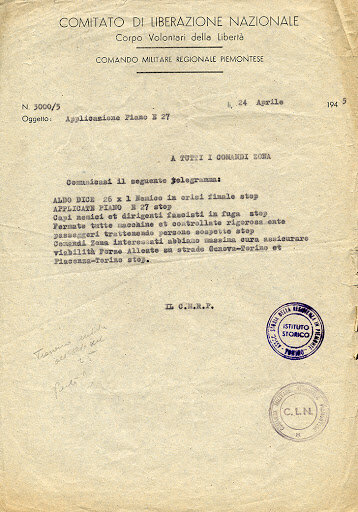 COMITATO DI LIBERAZIONE NAZIONALE
Corpo Volontari della Libertà
COMANDO MILITARE REGIONALE PIEMONTESE
N. 3000/5
lì, 24 Aprile 1945
Oggetto: Applicazione Piano E 27
A TUTTI I COMANDI ZONA
Comunicasi il seguente telegramma:
ALDO DICE 26 x 1 Nemico in crisi finale stop
APPLICATE PIANO E 27 stop
Capi nemici et dirigenti fascisti in fuga stop
Fermate tutte macchine et controllate rigorosamente
passeggeri trattenendo persone sospette stop
Comandi Zona interessati abbiano massima cura assicurare
viabilità Forze Alleate su strade Genova-Torino et
Piacenza-Torino stop.
IL C.M.R.P.
ISTITUTO
STORICO
TORINO
C.L.N.